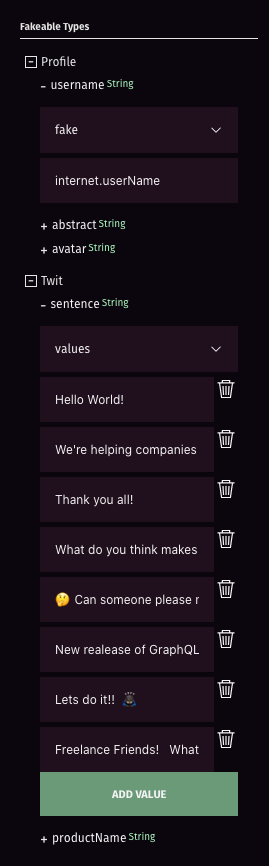 Fakeable Types
- Profile
- username String
fake
internet.userName
+ abstract String
+ avatar String
- Twit
- sentence String
values
Hello World!
We're helping companies
Thank you all!
What do you think makes
🤔 Can someone please r
New realease of GraphQL
Lets do it!!
Freelance Friends! What
ADD VALUE
+ productName String